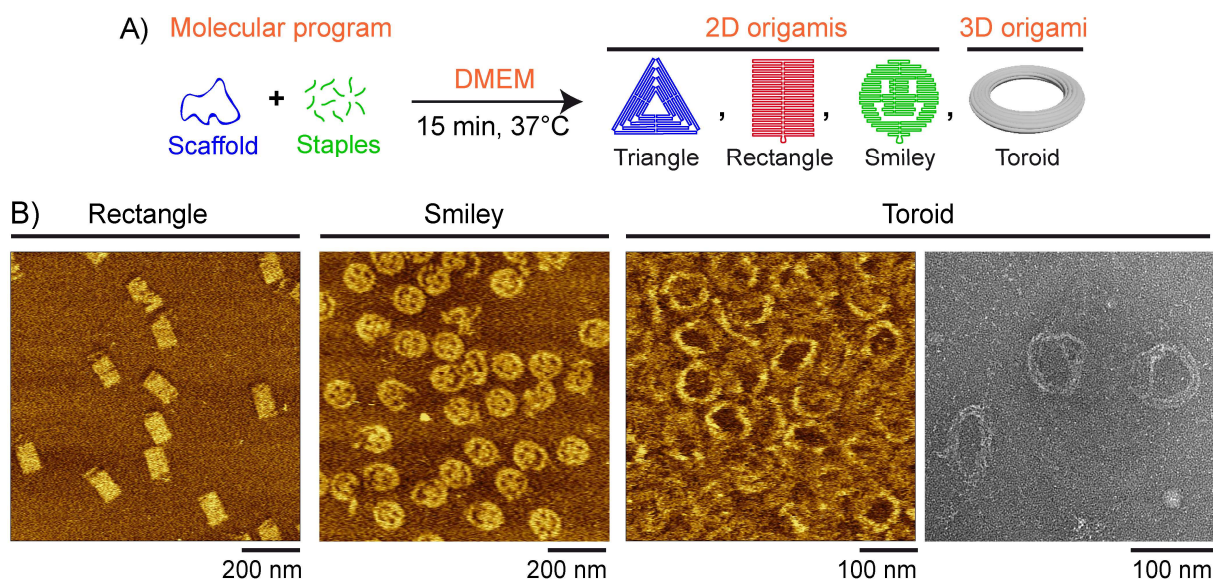 A) Molecular program
2D origamis
3D origami
Scaffold
+
Staples
DMEM
15 min, 37°C
, , ,
Triangle
Rectangle
Smiley
Toroid
B) Rectangle
Smiley
Toroid
200 nm
200 nm
100 nm
100 nm